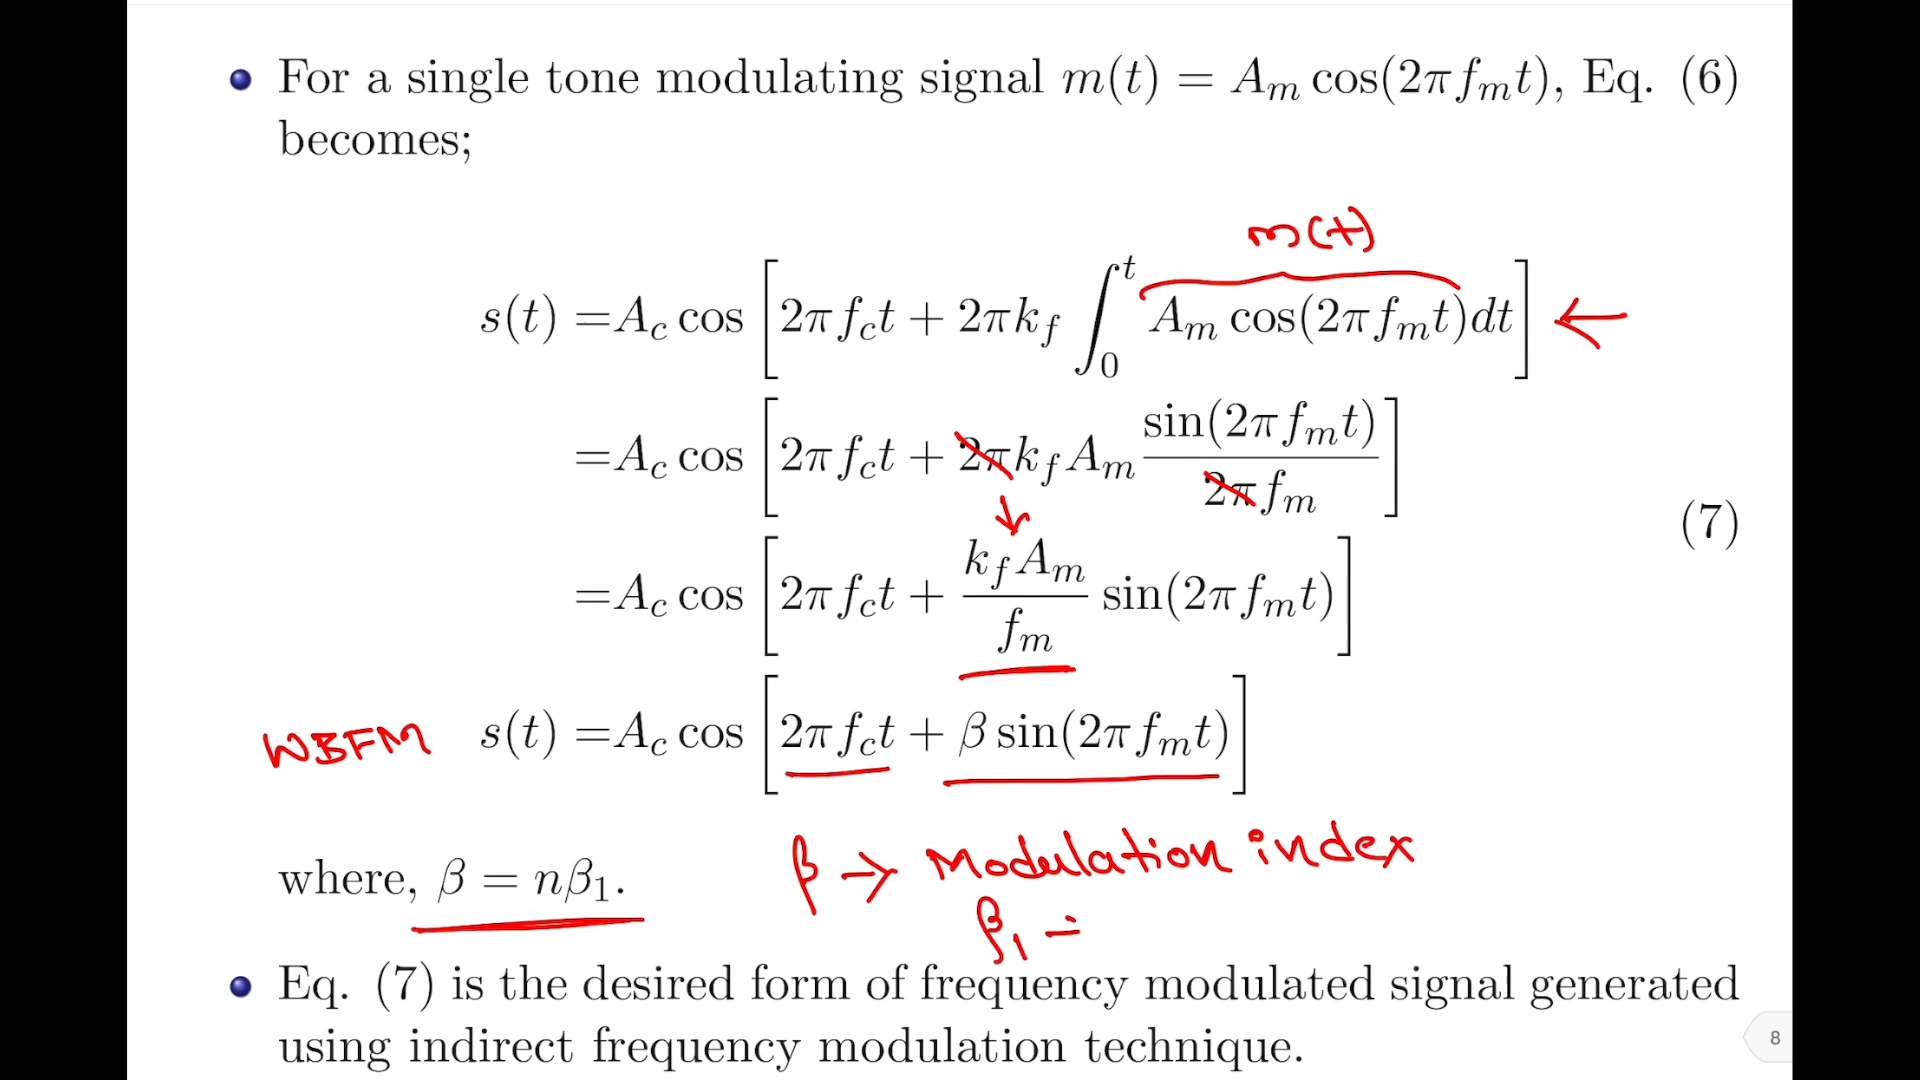 • For a single tone modulating signal m(t) = A_m cos(2πf_m t), Eq. (6)
becomes;
m(t)
s(t) =A_c cos [2πf_c t + 2πk_f ∫_0^t A_m cos(2πf_m t)dt] ←
=A_c cos [2πf_c t + 2πk_f A_m sin(2πf_m t)/2πf_m]
(7)
=A_c cos [2πf_c t + k_f A_m/f_m sin(2πf_m t)]
WBFM s(t) =A_c cos [2πf_c t + β sin(2πf_m t)]
where, β = nβ_1. β → Modulation index
β_1 =
• Eq. (7) is the desired form of frequency modulated signal generated
using indirect frequency modulation technique.
8